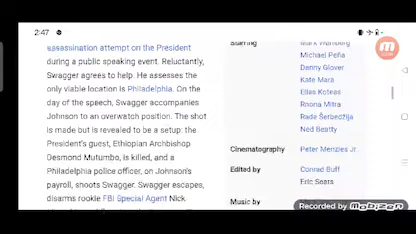 2:47
assassination attempt on the President
during a public speaking event. Reluctantly,
Swagger agrees to help. He assesses the
only viable location is Philadelphia. On the
day of the speech, Swagger accompanies
Johnson to an overwatch position. The shot
is made but is revealed to be a setup: the
President's guest, Ethiopian Archbishop
Desmond Mutumbo, is killed, and a
Philadelphia police officer, on Johnson's
payroll, shoots Swagger. Swagger escapes,
disarms rookie FBI Special Agent Nick
Starring
Mark Wahlberg
Michael Peña
Danny Glover
Kate Mara
Elias Koteas
Rhona Mitra
Rade Šerbedžija
Ned Beatty
Cinematography
Peter Menzies Jr.
Edited by
Conrad Buff
Eric Sears
Music by
Recorded by Mobizen